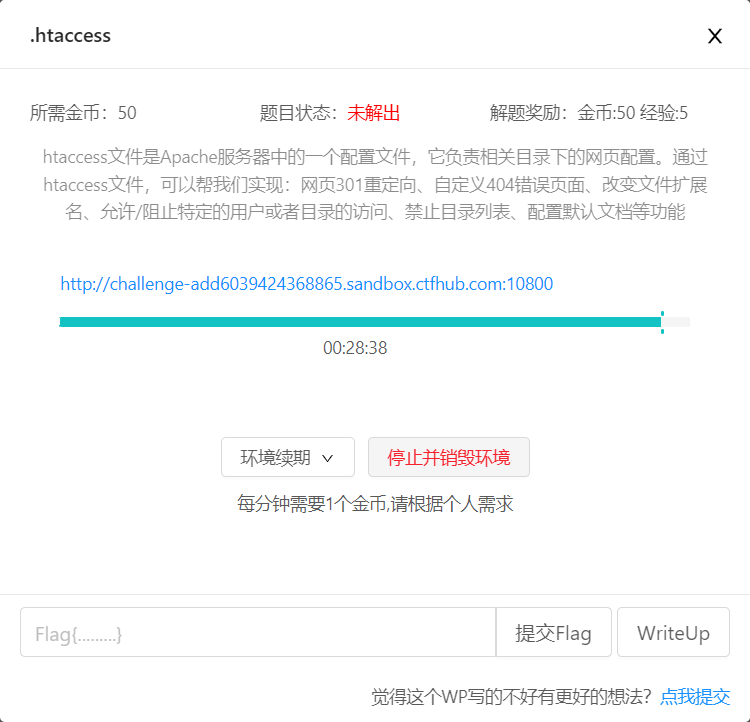 .htaccess X
所需金币：50 题目状态：未解出 解题奖励：金币:50 经验:5
htaccess文件是Apache服务器中的一个配置文件，它负责相关目录下的网页配置。通过
htaccess文件，可以帮我们实现：网页301重定向、自定义404错误页面、改变文件扩展
名、允许/阻止特定的用户或者目录的访问、禁止目录列表、配置默认文档等功能
http://challenge-add6039424368865.sandbox.ctfhub.com:10800
00:28:38
环境续期 停止并销毁环境
每分钟需要1个金币,请根据个人需求
Flag{.........} 提交Flag WriteUp
觉得这个WP写的不好有更好的想法？点我提交